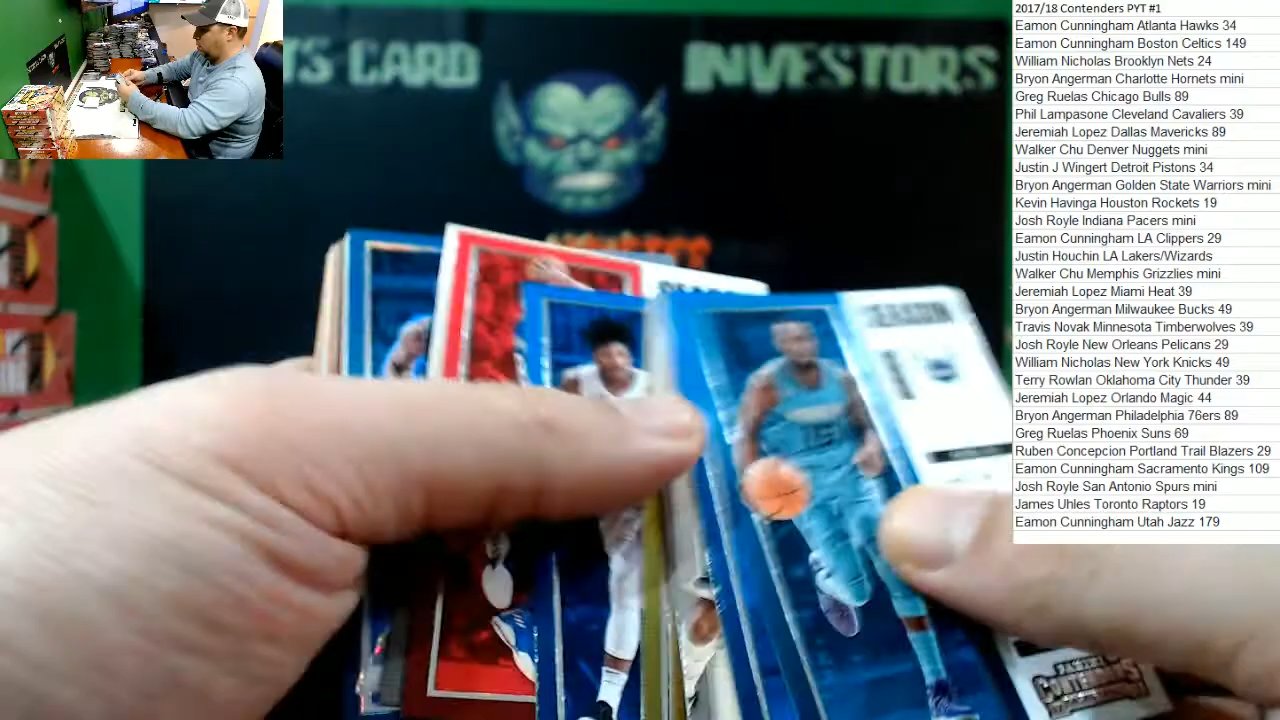 TS CARD INVESTORS
2017/18 Contenders PYT #1
Eamon Cunningham Atlanta Hawks 34
Eamon Cunningham Boston Celtics 149
William Nicholas Brooklyn Nets 24
Bryon Angerman Charlotte Hornets mini
Greg Ruelas Chicago Bulls 89
Phil Lampasone Cleveland Cavaliers 39
Jeremiah Lopez Dallas Mavericks 89
Walker Chu Denver Nuggets mini
Justin J Wingert Detroit Pistons 34
Bryon Angerman Golden State Warriors mini
Kevin Havinga Houston Rockets 19
Josh Royle Indiana Pacers mini
Eamon Cunningham LA Clippers 29
Justin Houchin LA Lakers/Wizards
Walker Chu Memphis Grizzlies mini
Jeremiah Lopez Miami Heat 39
Bryon Angerman Milwaukee Bucks 49
Travis Novak Minnesota Timberwolves 39
Josh Royle New Orleans Pelicans 29
William Nicholas New York Knicks 49
Terry Rowlan Oklahoma City Thunder 39
Jeremiah Lopez Orlando Magic 44
Bryon Angerman Philadelphia 76ers 89
Greg Ruelas Phoenix Suns 69
Ruben Concepcion Portland Trail Blazers 29
Eamon Cunningham Sacramento Kings 109
Josh Royle San Antonio Spurs mini
James Uhles Toronto Raptors 19
Eamon Cunningham Utah Jazz 179
SEASON
15
CONTENDERS